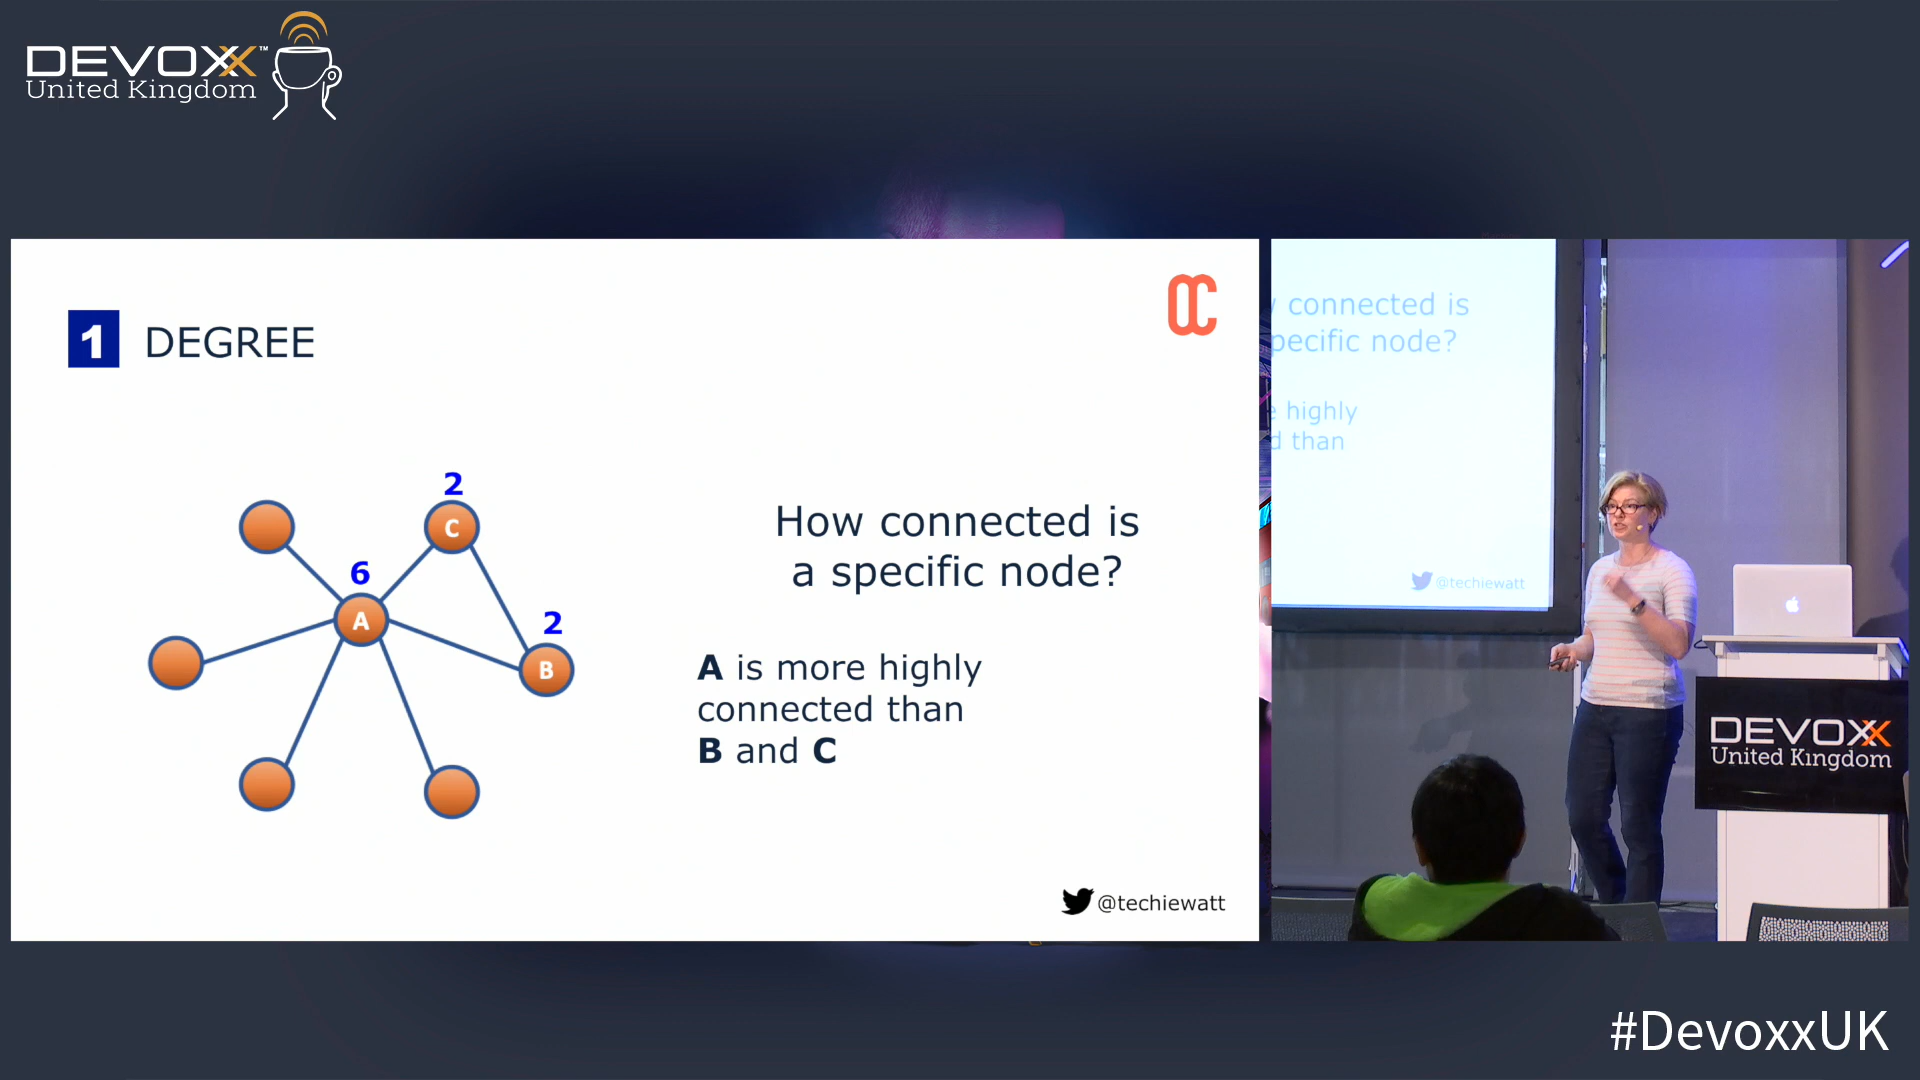 DEVOXX™
United Kingdom
1 DEGREE
2
C
6
A
2
B
How connected is
a specific node?
A is more highly
connected than
B and C
@techiewatt
connected is
pecific node?
highly
d than
@techiewatt
DEVOXX
United Kingdom
#DevoxxUK